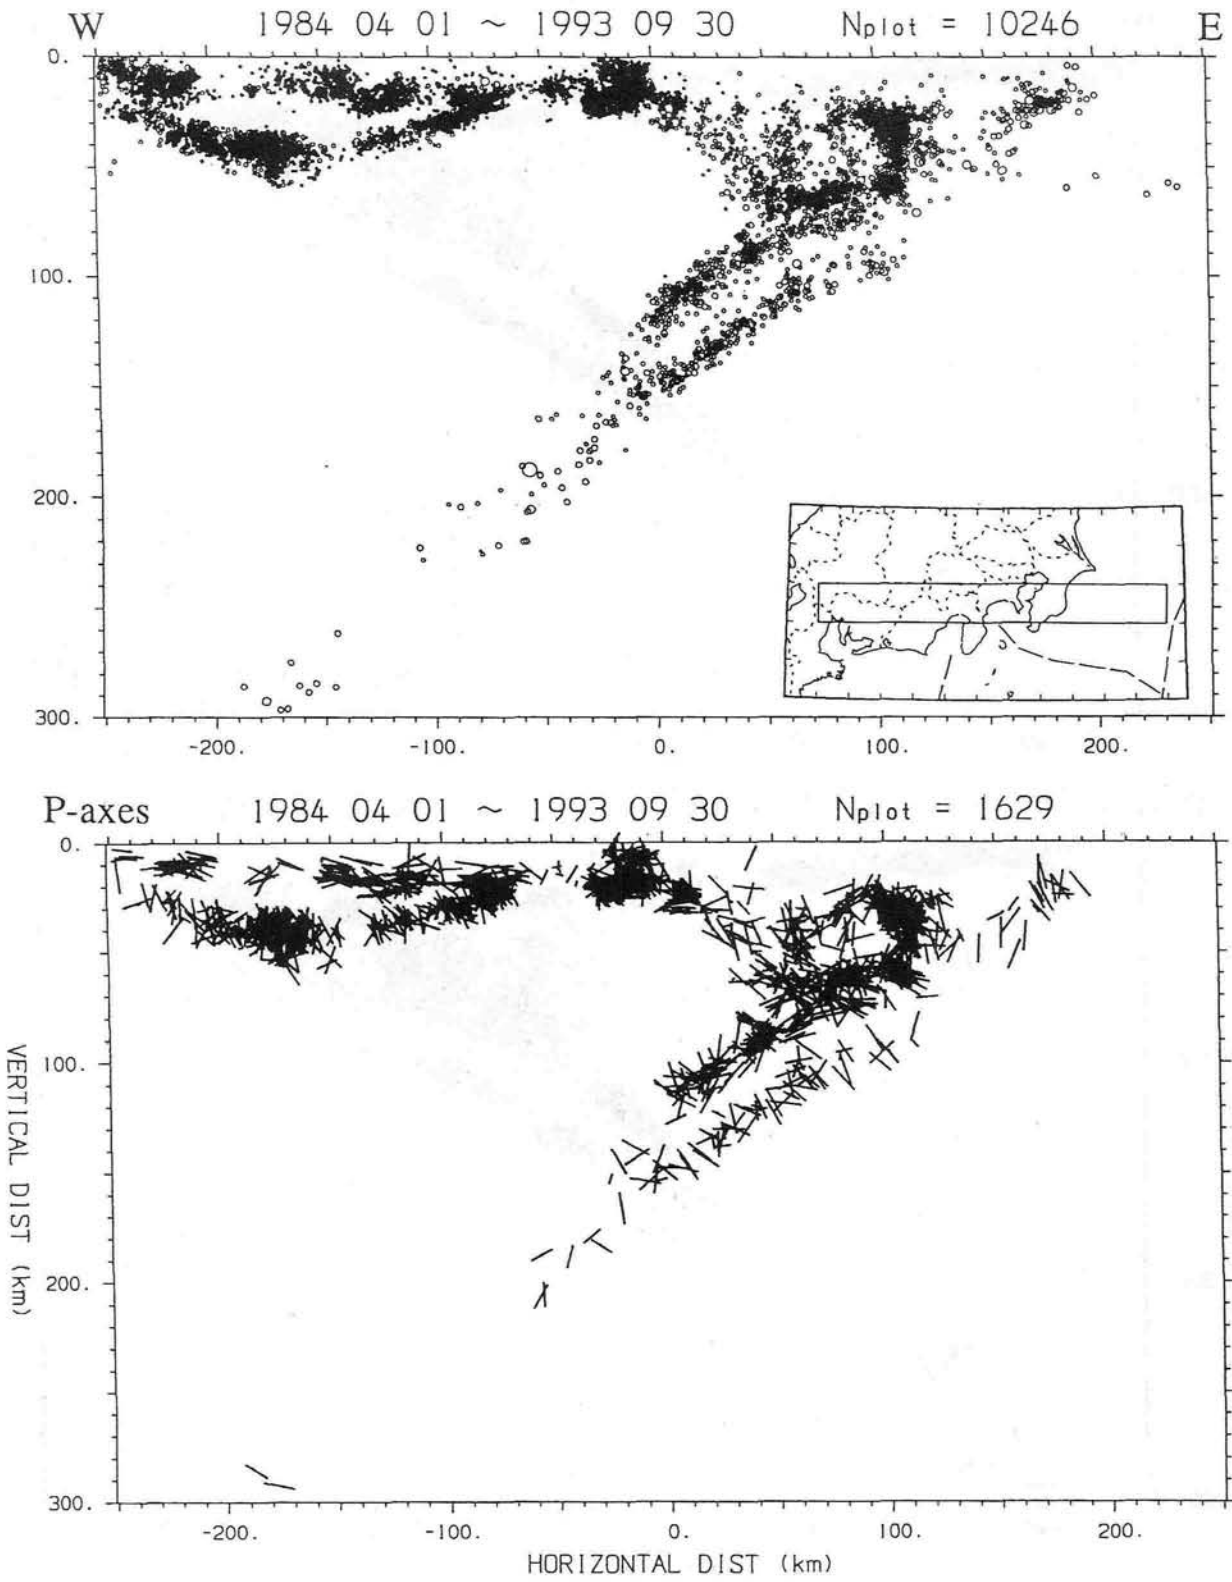 W 1984 04 01 ~ 1993 09 30 Nplot = 10246 E
0.
100.
200.
300.
-200. -100. 0. 100. 200.
P-axes 1984 04 01 ~ 1993 09 30 Nplot = 1629
0.
100.
200.
300.
VERTICAL DIST (km)
-200. -100. 0. 100. 200.
HORIZONTAL DIST (km)